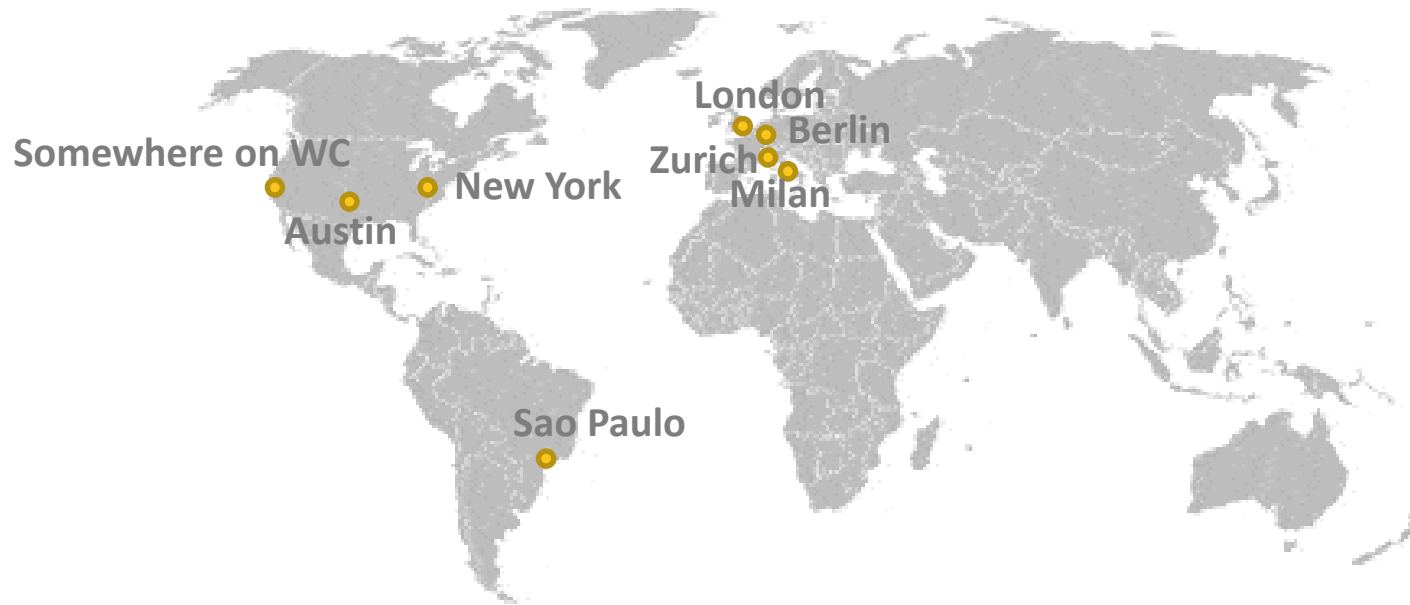 London
Berlin
Somewhere on WC
Zurich
New York
Milan
Austin
Sao Paulo